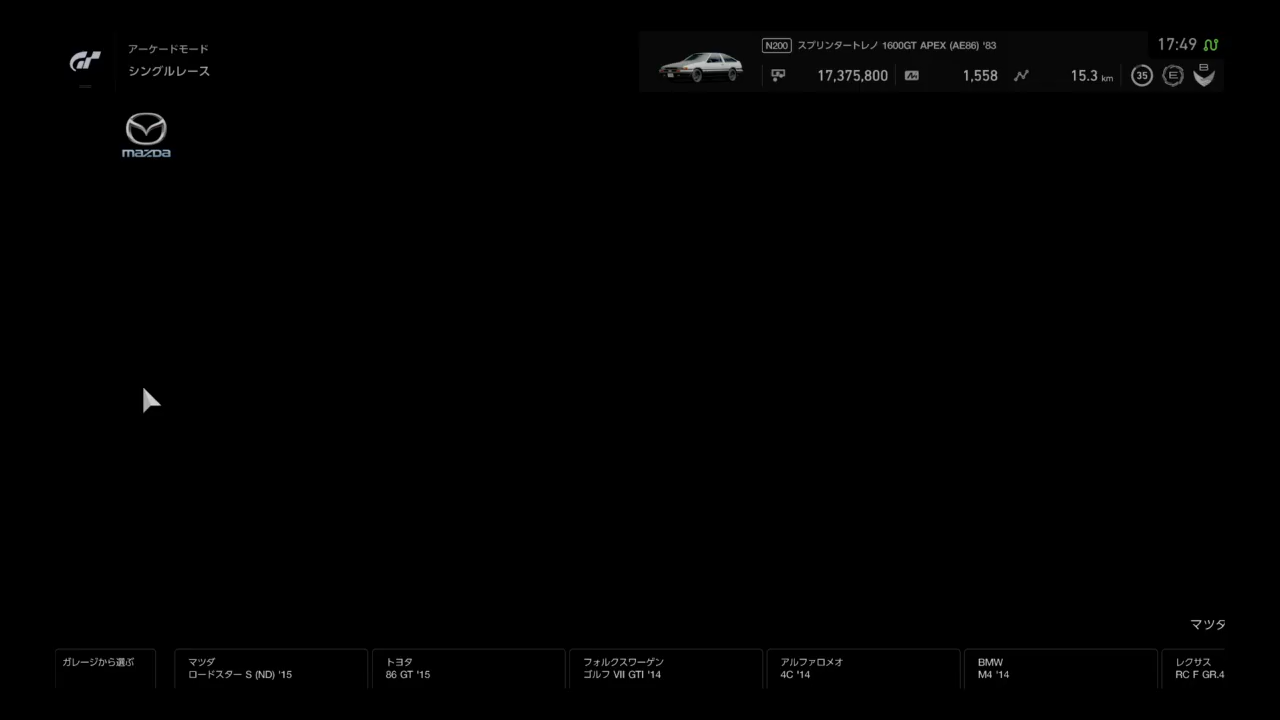 アーケードモード
シングルレース
N200 スプリンタートレノ 1600GT APEX (AE86) '83
17:49
17,375,800
1,558
15.3 km
35
E
B
mazDa
マツダ
ガレージから選ぶ
マツダ
ロードスター S (ND) '15
トヨタ
86 GT '15
フォルクスワーゲン
ゴルフ VII GTI '14
アルファロメオ
4C '14
BMW
M4 '14
レクサス
RC F GR.4